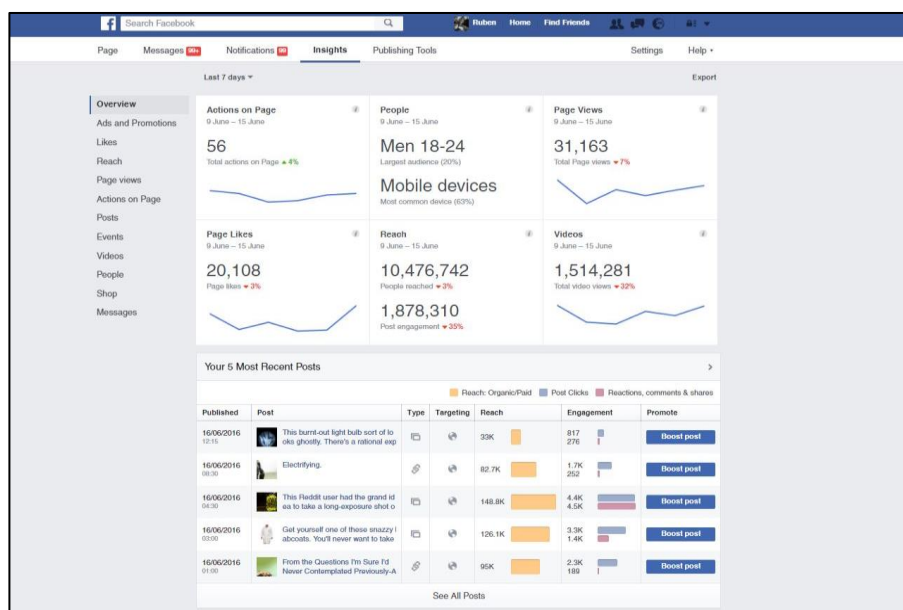 f Search Facebook
Ruben Home Find Friends
Page Messages 99+ Notifications 99 Insights Publishing Tools Settings Help
Last 7 days Export
Overview
Ads and Promotions
Likes
Reach
Page views
Actions on Page
Posts
Events
Videos
People
Shop
Messages
Actions on Page
9 June – 15 June
56
Total actions on Page 4%
People
9 June – 15 June
Men 18-24
Largest audience (20%)
Mobile devices
Most common device (63%)
Page Views
9 June – 15 June
31,163
Total Page views 7%
Page Likes
9 June – 15 June
20,108
Page likes 3%
Reach
9 June – 15 June
10,476,742
People reached 3%
1,878,310
Post engagement 35%
Videos
9 June – 15 June
1,514,281
Total video views 32%
Your 5 Most Recent Posts
Reach: Organic/Paid Post Clicks Reactions, comments & shares
Published Post Type Targeting Reach Engagement Promote
16/06/2016 This burnt-out light bulb sort of lo 33K 817 Boost post
12:15 oks ghostly. There's a rational exp 276
16/06/2016 Electrifying. 82.7K 1.7K Boost post
08:30 252
16/06/2016 This Reddit user had the grand id 148.8K 4.4K Boost post
04:30 ea to take a long-exposure shot o 4.5K
16/06/2016 Get yourself one of these snazzy l 126.1K 3.3K Boost post
03:00 abcoats. You'll never want to take 1.4K
16/06/2016 From the Questions I'm Sure I'd 95K 2.3K Boost post
01:00 Never Contemplated Previously-A 189
See All Posts